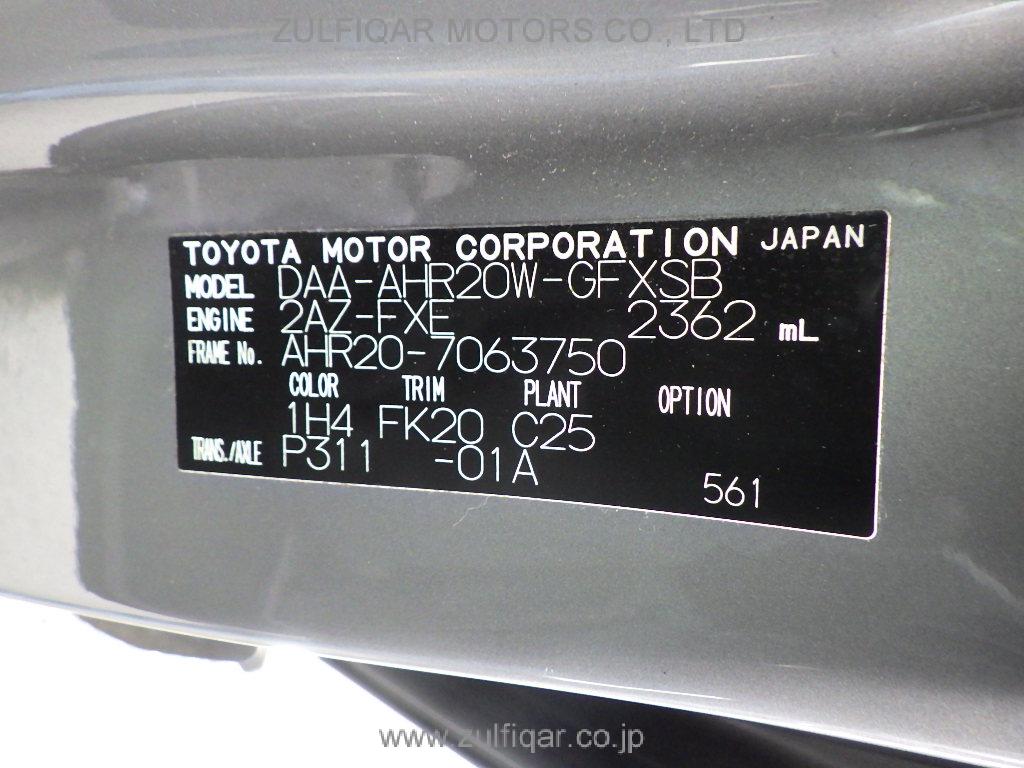 ZULFIQAR MOTORS CO., LTD
TOYOTA MOTOR CORPORATION JAPAN
MODEL DAA-AHR20W-GFXSB
ENGINE 2AZ-FXE 2362 mL
FRAME No. AHR20-7063750
COLOR TRIM PLANT OPTION
1H4 FK20 C25
TRANS./AXLE P311 -01A
561
www.zulfiqar.co.jp